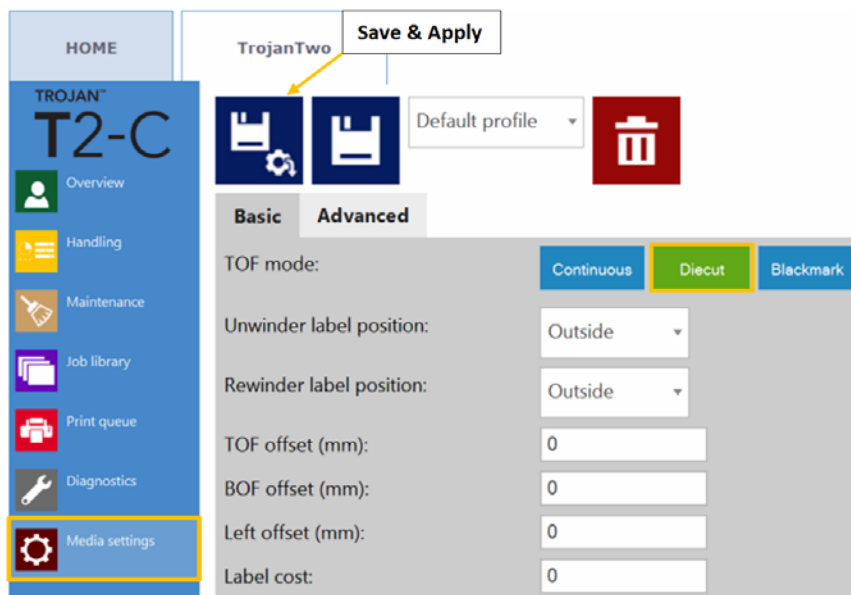 Save & Apply
HOME
TrojanTwo
TROJAN™
T2-C
Default profile
Overview
Handling
Maintenance
Job library
Print queue
Diagnostics
Media settings
Basic
Advanced
TOF mode:
Continuous
Diecut
Blackmark
Unwinder label position:
Outside
Rewinder label position:
Outside
TOF offset (mm):
0
BOF offset (mm):
0
Left offset (mm):
0
Label cost:
0